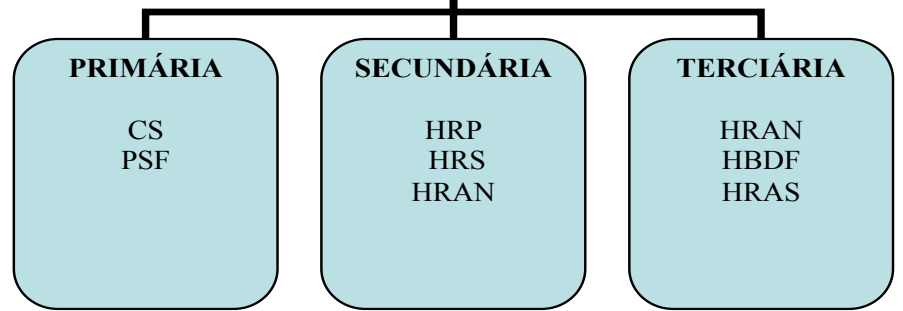 PRIMÁRIA
CS
PSF
SECUNDÁRIA
HRP
HRS
HRAN
TERCIÁRIA
HRAN
HBDF
HRAS